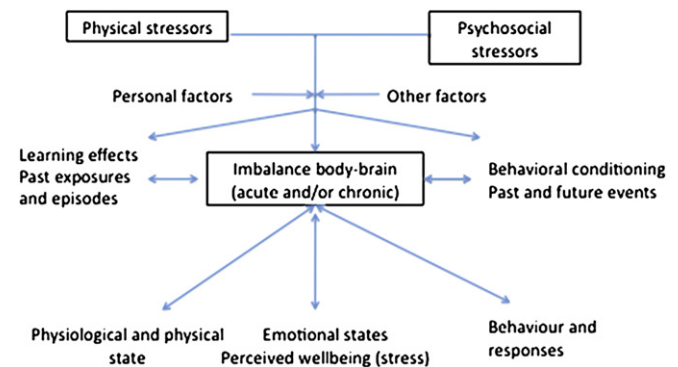 Physical stressors
Psychosocial
stressors
Personal factors
Other factors
Learning effects
Past exposures
and episodes
Imbalance body-brain
(acute and/or chronic)
Behavioral conditioning
Past and future events
Physiological and physical
state
Emotional states
Perceived wellbeing (stress)
Behaviour and
responses